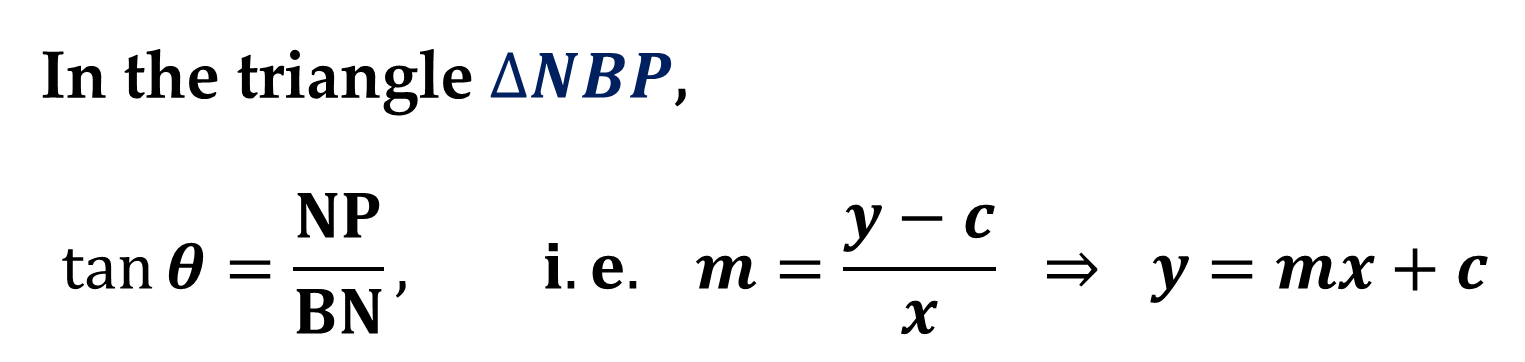 In the triangle ΔNBP,
tan θ = NP/BN, i.e. m = (y − c)/x ⇒ y = mx + c